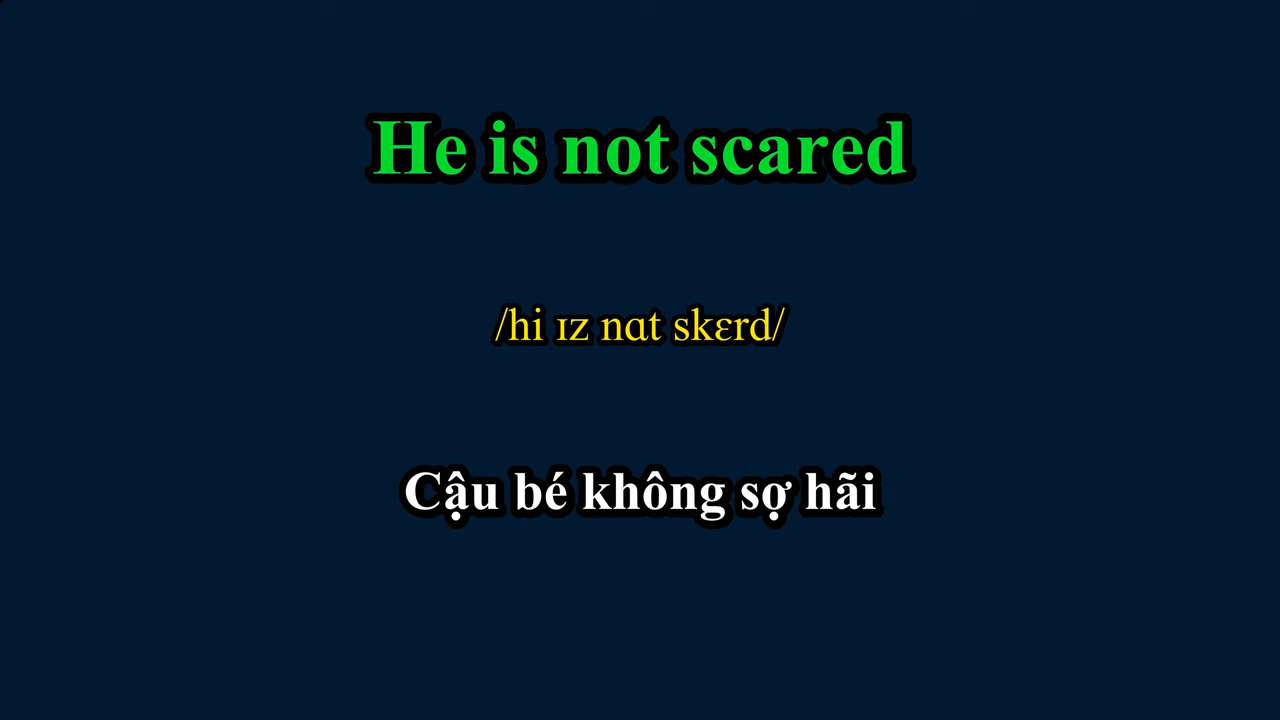 He is not scared
/hi ɪz nɑt skɛrd/
Cậu bé không sợ hãi